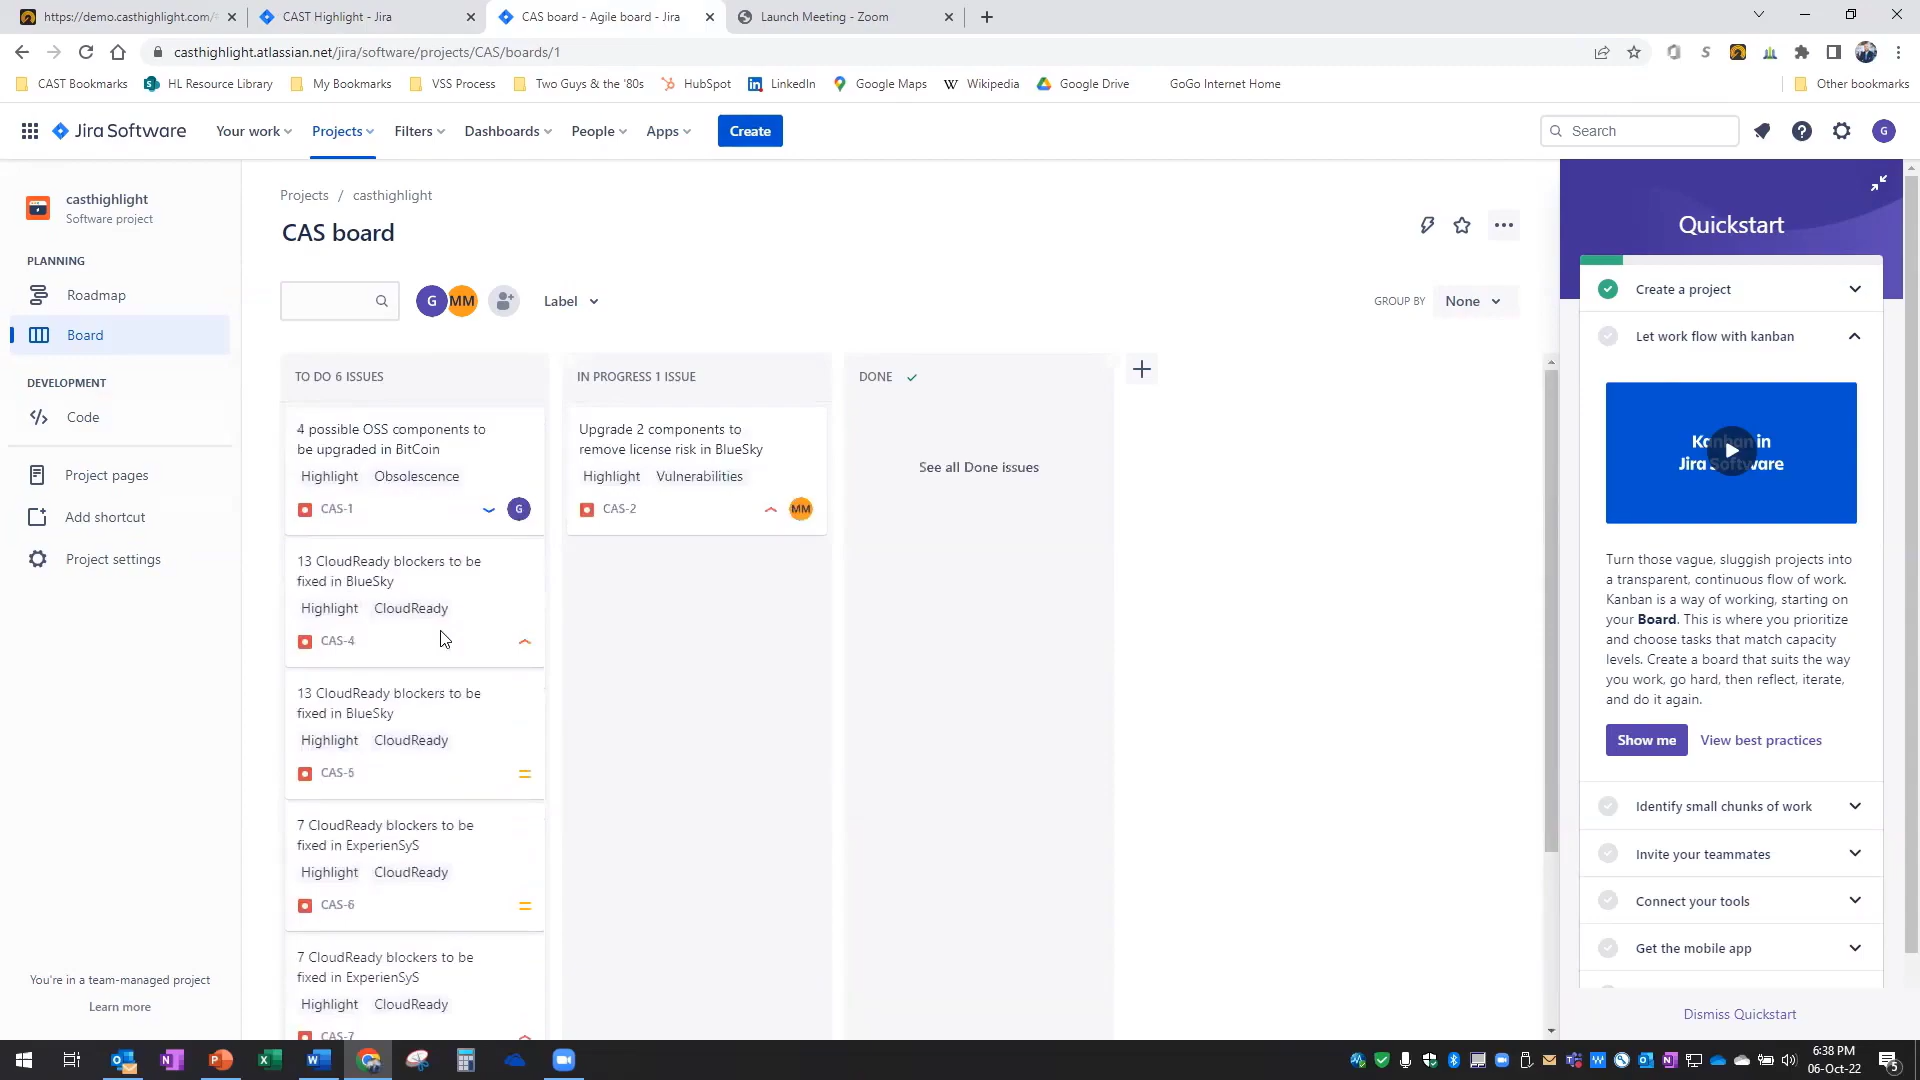 https://demo.casthighlight.com/
CAST Highlight - Jira
CAS board - Agile board - Jira
Launch Meeting - Zoom
casthighlight.atlassian.net/jira/software/projects/CAS/boards/1
CAST Bookmarks
HL Resource Library
My Bookmarks
VSS Process
Two Guys & the '80s
HubSpot
LinkedIn
Google Maps
Wikipedia
Google Drive
GoGo Internet Home
Other bookmarks
Jira Software
Your work
Projects
Filters
Dashboards
People
Apps
Create
Search
G
casthighlight
Software project
PLANNING
Roadmap
Board
DEVELOPMENT
Code
Project pages
Add shortcut
Project settings
You're in a team-managed project
Learn more
Projects / casthighlight
CAS board
G
MM
Label
GROUP BY
None
TO DO 6 ISSUES
4 possible OSS components to
be upgraded in BitCoin
Highlight Obsolescence
CAS-1
G
13 CloudReady blockers to be
fixed in BlueSky
Highlight CloudReady
CAS-4
13 CloudReady blockers to be
fixed in BlueSky
Highlight CloudReady
CAS-5
7 CloudReady blockers to be
fixed in ExperienSyS
Highlight CloudReady
CAS-6
7 CloudReady blockers to be
fixed in ExperienSyS
Highlight CloudReady
CAS-7
IN PROGRESS 1 ISSUE
Upgrade 2 components to
remove license risk in BlueSky
Highlight Vulnerabilities
CAS-2
MM
DONE
See all Done issues
Quickstart
Create a project
Let work flow with kanban
Kanban in
Jira Software
Turn those vague, sluggish projects into
a transparent, continuous flow of work.
Kanban is a way of working, starting on
your Board. This is where you prioritize
and choose tasks that match capacity
levels. Create a board that suits the way
you work, go hard, then reflect, iterate,
and do it again.
Show me
View best practices
Identify small chunks of work
Invite your teammates
Connect your tools
Get the mobile app
Dismiss Quickstart
6:38 PM
06-Oct-22
5